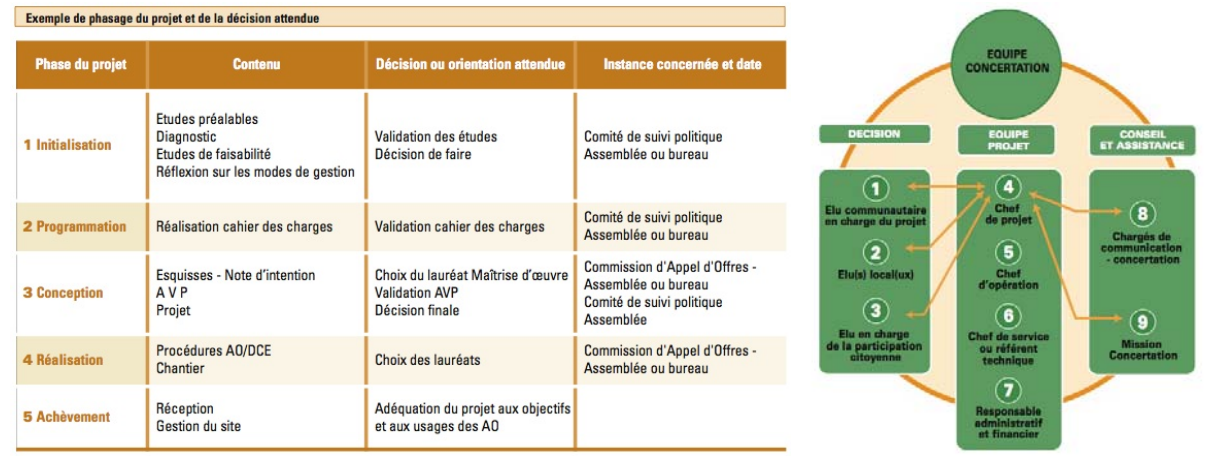 Exemple de phasage du projet et de la décision attendue
Phase du projet
Contenu
Décision ou orientation attendue
Instance concernée et date
1 Initialisation
Etudes préalables
Diagnostic
Etudes de faisabilité
Réflexion sur les modes de gestion
Validation des études
Décision de faire
Comité de suivi politique
Assemblée ou bureau
2 Programmation
Réalisation cahier des charges
Validation cahier des charges
Comité de suivi politique
Assemblée ou bureau
3 Conception
Esquisses - Note d'intention
A V P
Projet
Choix du lauréat Maîtrise d'œuvre
Validation AVP
Décision finale
Commission d'Appel d'Offres -
Assemblée ou bureau
Comité de suivi politique
Assemblée
4 Réalisation
Procédures AO/DCE
Chantier
Choix des lauréats
Commission d'Appel d'Offres -
Assemblée ou bureau
5 Achèvement
Réception
Gestion du site
Adéquation du projet aux objectifs
et aux usages des AO
EQUIPE
CONCERTATION
DECISION
1
Elu communautaire
en charge du projet
2
Elu(s) local(ux)
3
Elu en charge
de la participation
citoyenne
EQUIPE
PROJET
4
Chef
de projet
5
Chef
d'opération
6
Chef de service
ou référent
technique
7
Responsable
administratif
et financier
CONSEIL
ET ASSISTANCE
8
Chargés de
communication
- concertation
9
Mission
Concertation